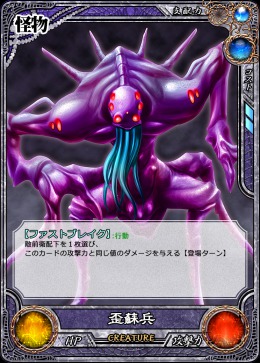 怪物
支配力
【ファストブレイク】:行動
敵前衛配下を1枚選び、
このカードの攻撃力と同じ値のダメージを与える【登場ターン】
歪蘇兵
HP
CREATURE
攻撃力